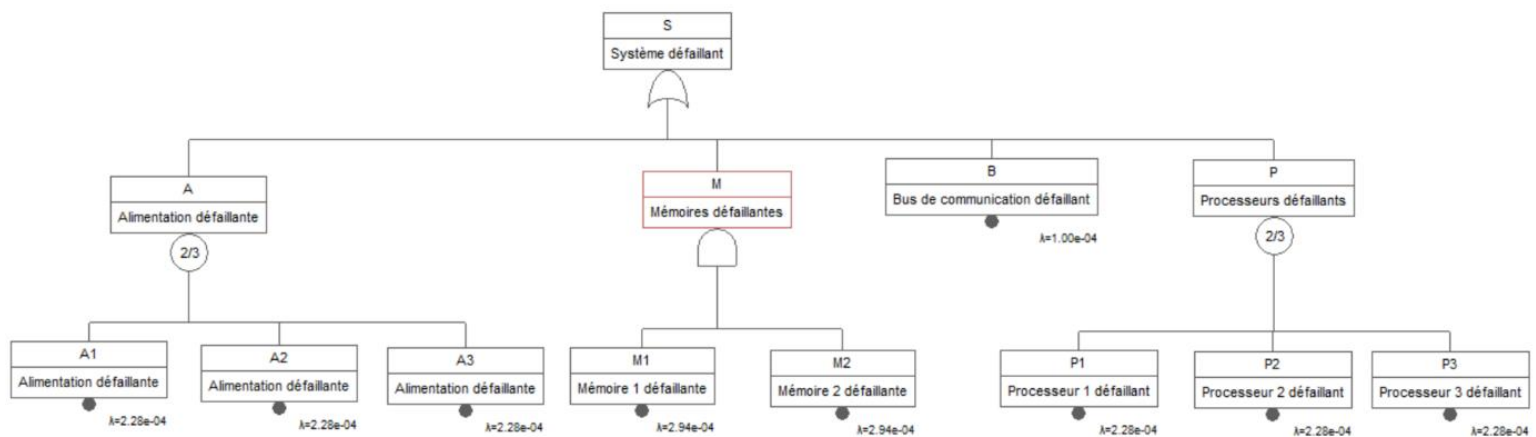 S
Système défaillant
A
Alimentation défaillante
2/3
M
Mémoires défaillantes
B
Bus de communication défaillant
λ=1.00e-04
P
Processeurs défaillants
2/3
A1
Alimentation défaillante
λ=2.28e-04
A2
Alimentation défaillante
λ=2.28e-04
A3
Alimentation défaillante
λ=2.28e-04
M1
Mémoire 1 défaillante
λ=2.94e-04
M2
Mémoire 2 défaillante
λ=2.94e-04
P1
Processeur 1 défaillant
λ=2.28e-04
P2
Processeur 2 défaillant
λ=2.28e-04
P3
Processeur 3 défaillant
λ=2.28e-04